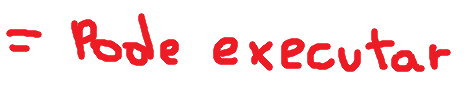 = Pode executar